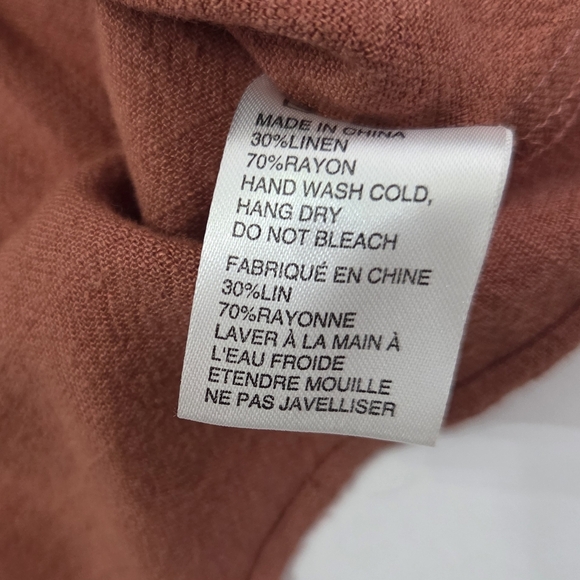 MADE IN CHINA
30%LINEN
70%RAYON
HAND WASH COLD,
HANG DRY
DO NOT BLEACH
FABRIQUÉ EN CHINE
30%LIN
70%RAYONNE
LAVER À LA MAIN À
L'EAU FROIDE
ETENDRE MOUILLE
NE PAS JAVELLISER